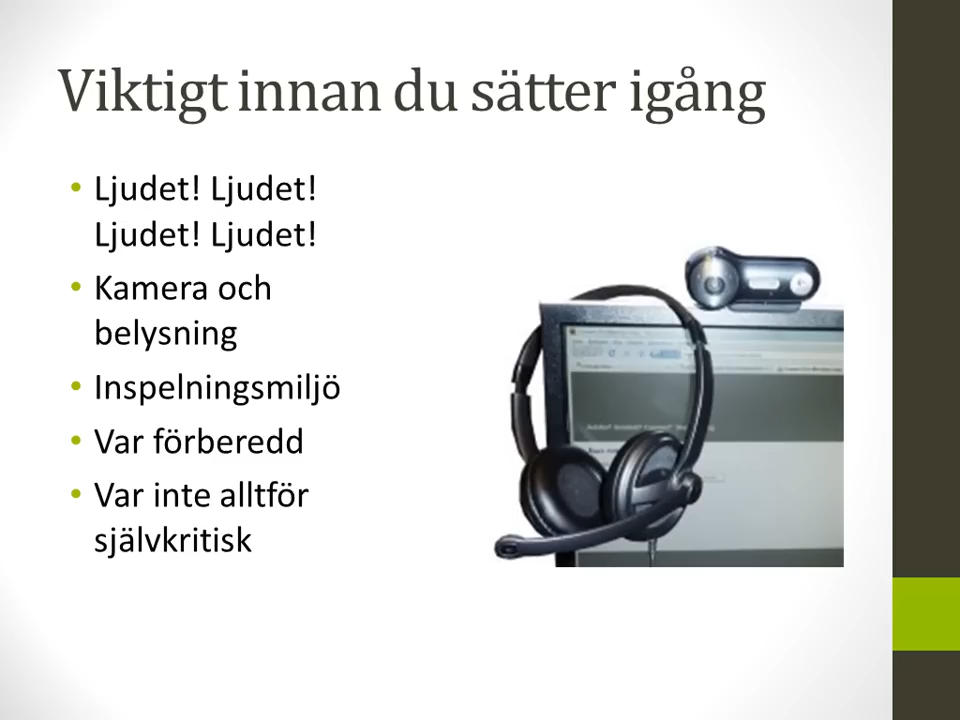 Viktigt innan du sätter igång
• Ljudet! Ljudet!
Ljudet! Ljudet!
• Kamera och
belysning
• Inspelningsmiljö
• Var förberedd
• Var inte alltför
självkritisk